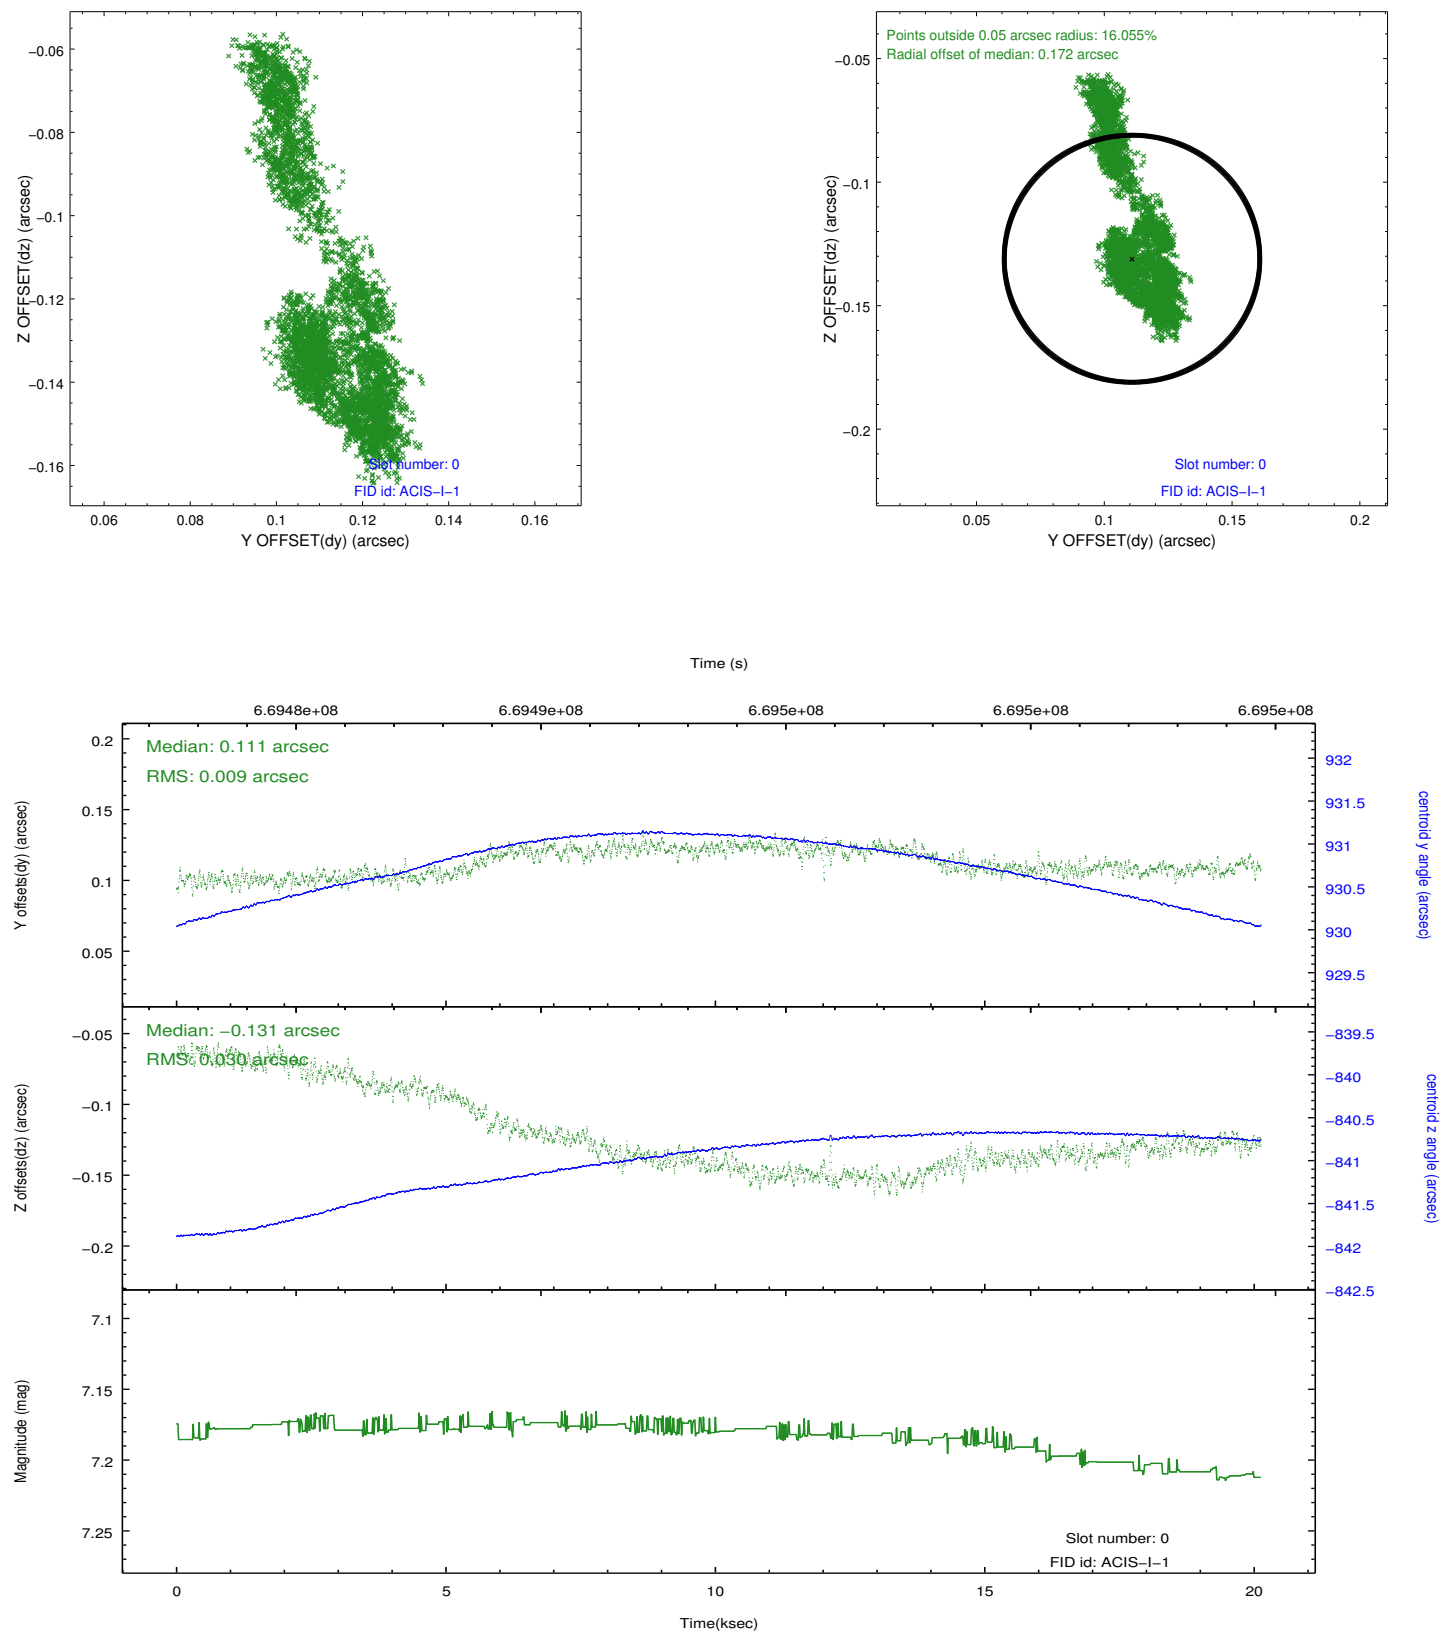 −0.06
−0.08
−0.1
−0.12
−0.14
−0.16
Z OFFSET(dz) (arcsec)
Slot number: 0
FID id: ACIS−I−1
0.06
0.08
0.1
0.12
0.14
0.16
Y OFFSET(dy) (arcsec)
Points outside 0.05 arcsec radius: 16.055%
Radial offset of median: 0.172 arcsec
−0.05
−0.1
−0.15
−0.2
Z OFFSET(dz) (arcsec)
Slot number: 0
FID id: ACIS−I−1
0.05
0.1
0.15
0.2
Y OFFSET(dy) (arcsec)
Time (s)
6.6948e+08
6.6949e+08
6.695e+08
6.695e+08
6.695e+08
Median: 0.111 arcsec
RMS: 0.009 arcsec
0.2
0.15
0.1
0.05
Y offsets(dy) (arcsec)
932
931.5
931
930.5
930
929.5
centroid y angle (arcsec)
Median: −0.131 arcsec
RMS: 0.030 arcsec
−0.05
−0.1
−0.15
−0.2
Z offsets(dz) (arcsec)
−839.5
−840
−840.5
−841
−841.5
−842
−842.5
centroid z angle (arcsec)
7.1
7.15
7.2
7.25
Magnitude (mag)
Slot number: 0
FID id: ACIS−I−1
0
5
10
15
20
Time(ksec)